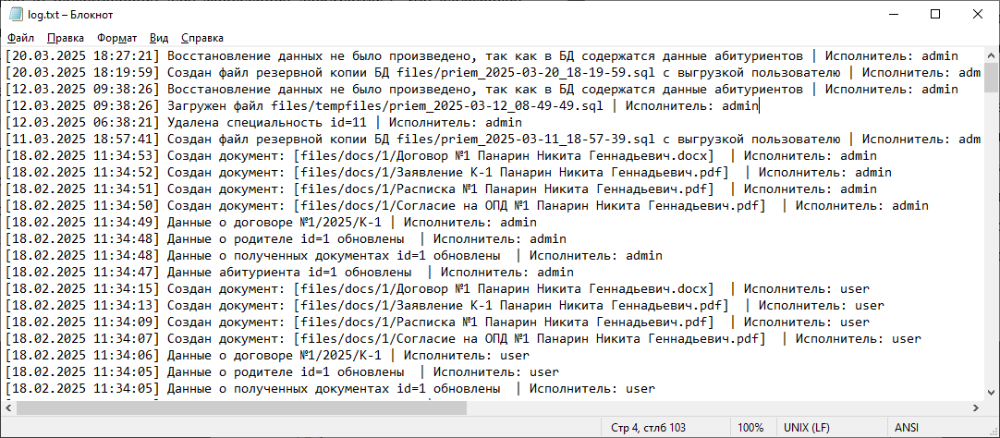 log.txt – Блокнот
Файл Правка Формат Вид Справка
[20.03.2025 18:27:21] Восстановление данных не было произведено, так как в БД содержатся данные абитуриентов | Исполнитель: admin
[20.03.2025 18:19:59] Создан файл резервной копии БД files/priem_2025-03-20_18-19-59.sql с выгрузкой пользователю | Исполнитель: adm
[12.03.2025 09:38:26] Восстановление данных не было произведено, так как в БД содержатся данные абитуриентов | Исполнитель: admin
[12.03.2025 09:38:26] Загружен файл files/tempfiles/priem_2025-03-12_08-49-49.sql | Исполнитель: admin
[12.03.2025 06:38:21] Удалена специальность id=11 | Исполнитель: admin
[11.03.2025 18:57:41] Создан файл резервной копии БД files/priem_2025-03-11_18-57-39.sql с выгрузкой пользователю | Исполнитель: adm
[18.02.2025 11:34:53] Создан документ: [files/docs/1/Договор №1 Панарин Никита Геннадьевич.docx]  | Исполнитель: admin
[18.02.2025 11:34:52] Создан документ: [files/docs/1/Заявление К-1 Панарин Никита Геннадьевич.pdf]  | Исполнитель: admin
[18.02.2025 11:34:51] Создан документ: [files/docs/1/Расписка №1 Панарин Никита Геннадьевич.pdf]  | Исполнитель: admin
[18.02.2025 11:34:50] Создан документ: [files/docs/1/Согласие на ОПД №1 Панарин Никита Геннадьевич.pdf]  | Исполнитель: admin
[18.02.2025 11:34:49] Данные о договоре №1/2025/К-1 | Исполнитель: admin
[18.02.2025 11:34:48] Данные о родителе id=1 обновлены  | Исполнитель: admin
[18.02.2025 11:34:48] Данные о полученных документах id=1 обновлены  | Исполнитель: admin
[18.02.2025 11:34:47] Данные абитуриента id=1 обновлены  | Исполнитель: admin
[18.02.2025 11:34:15] Создан документ: [files/docs/1/Договор №1 Панарин Никита Геннадьевич.docx]  | Исполнитель: user
[18.02.2025 11:34:13] Создан документ: [files/docs/1/Заявление К-1 Панарин Никита Геннадьевич.pdf]  | Исполнитель: user
[18.02.2025 11:34:09] Создан документ: [files/docs/1/Расписка №1 Панарин Никита Геннадьевич.pdf]  | Исполнитель: user
[18.02.2025 11:34:07] Создан документ: [files/docs/1/Согласие на ОПД №1 Панарин Никита Геннадьевич.pdf]  | Исполнитель: user
[18.02.2025 11:34:06] Данные о договоре №1/2025/К-1 | Исполнитель: user
[18.02.2025 11:34:05] Данные о родителе id=1 обновлены  | Исполнитель: user
[18.02.2025 11:34:05] Данные о полученных документах id=1 обновлены  | Исполнитель: user
Стр 4, стлб 103 100% UNIX (LF) ANSI